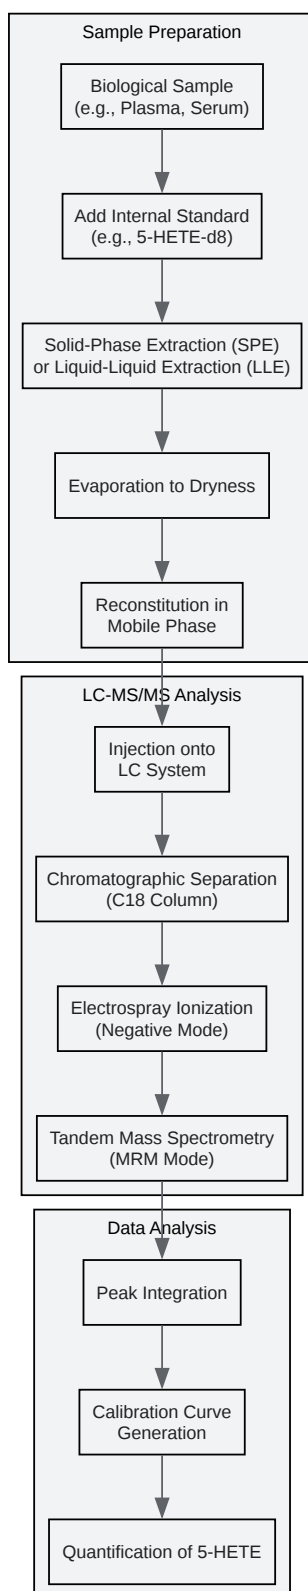 Sample Preparation
Biological Sample
(e.g., Plasma, Serum)
Add Internal Standard
(e.g., 5-HETE-d8)
Solid-Phase Extraction (SPE)
or Liquid-Liquid Extraction (LLE)
Evaporation to Dryness
Reconstitution in
Mobile Phase
LC-MS/MS Analysis
Injection onto
LC System
Chromatographic Separation
(C18 Column)
Electrospray Ionization
(Negative Mode)
Tandem Mass Spectrometry
(MRM Mode)
Data Analysis
Peak Integration
Calibration Curve
Generation
Quantification of 5-HETE